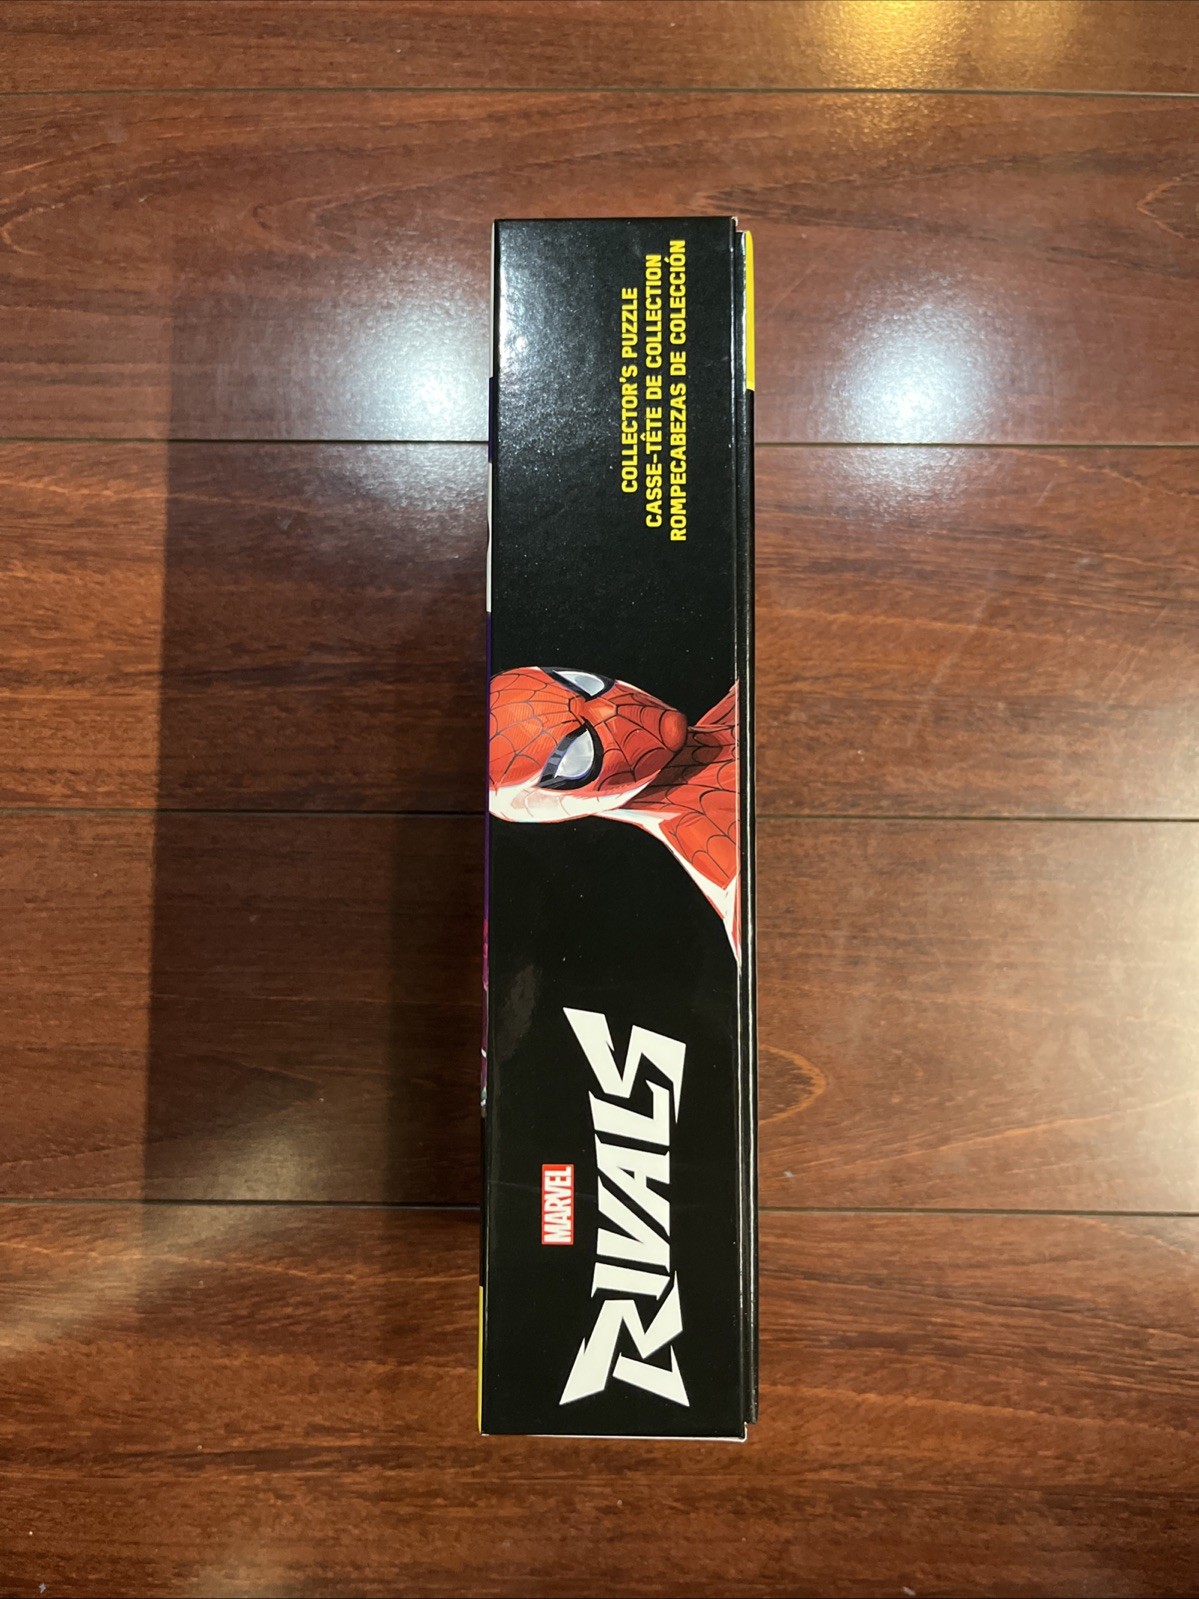 MARVEL
RIVALS
COLLECTOR'S PUZZLE
CASSE-TÊTE DE COLLECTION
ROMPECABEZAS DE COLECCIÓN